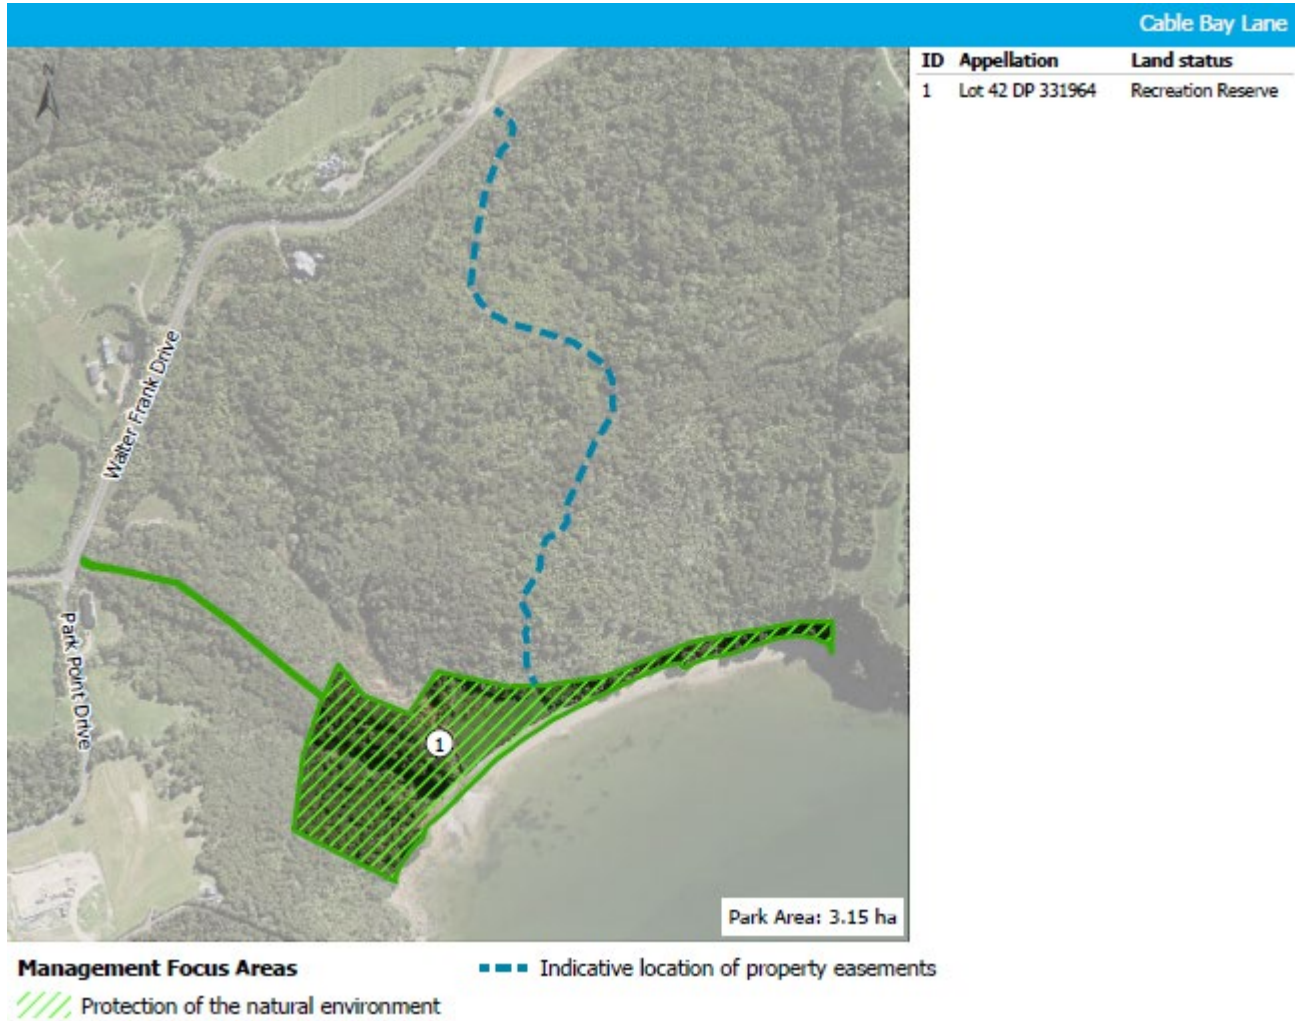 Cable Bay Lane
ID Appellation Land status
1 Lot 42 DP 331964 Recreation Reserve
N
Walter Frank Drive
Park Point Drive
1
Park Area: 3.15 ha
Management Focus Areas
Indicative location of property easements
Protection of the natural environment